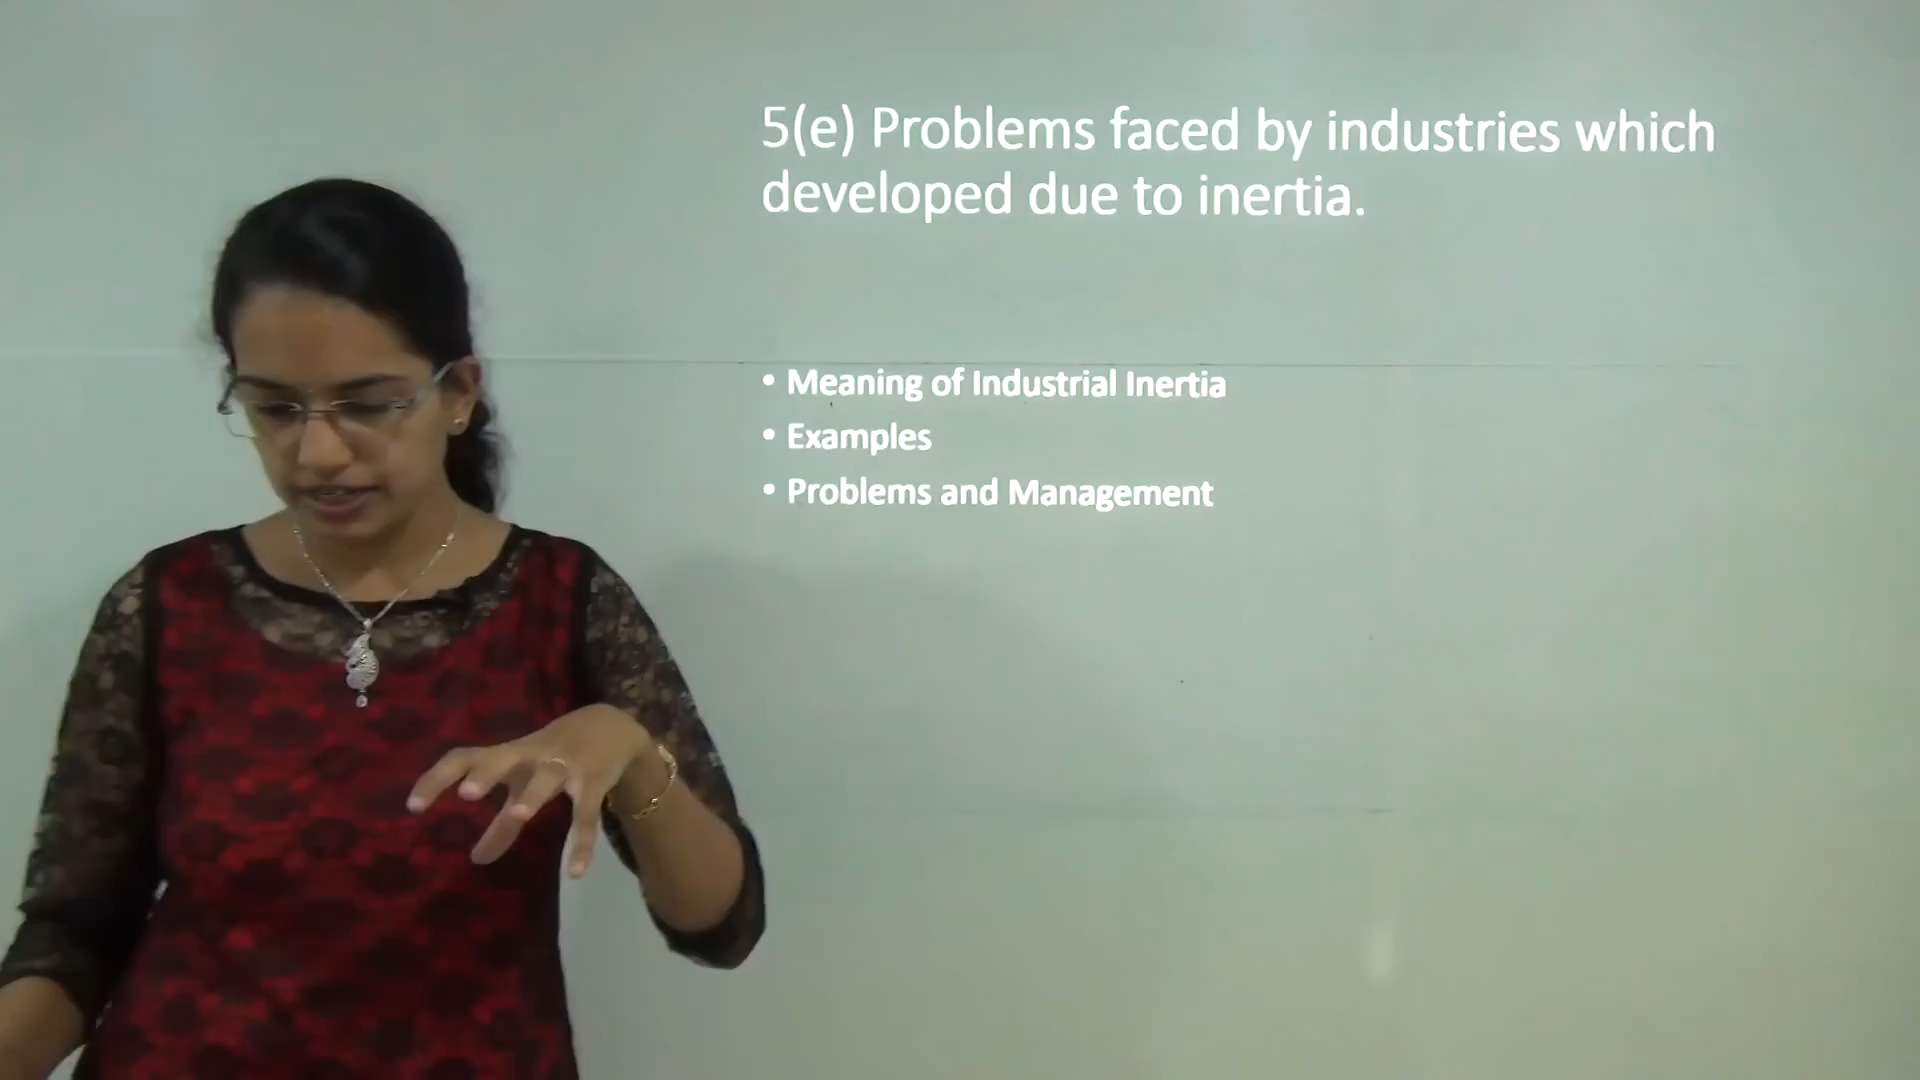 5(e) Problems faced by industries which
developed due to inertia.
• Meaning of Industrial Inertia
• Examples
• Problems and Management